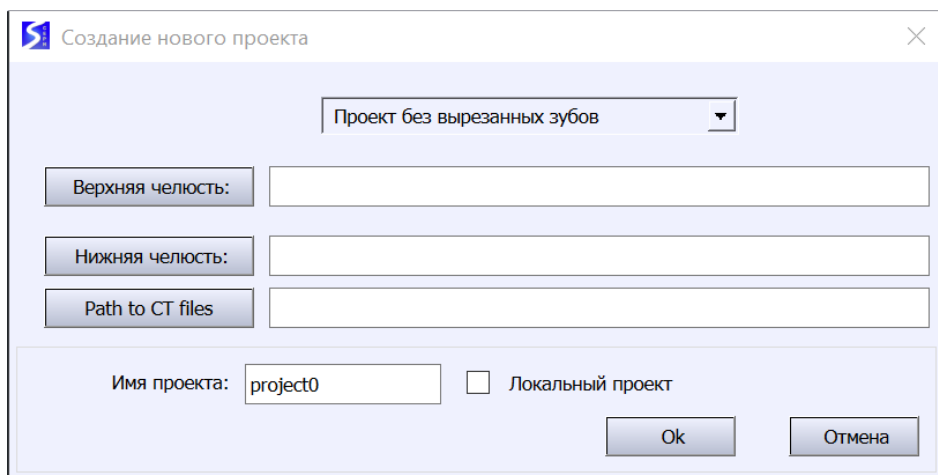 Создание нового проекта
Проект без вырезанных зубов
Верхняя челюсть:
Нижняя челюсть:
Path to CT files
Имя проекта: project0 Локальный проект
Ok Отмена